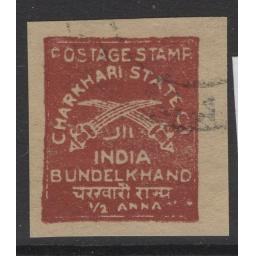 POSTAGE STAMP
CHARKHARI STATE
INDIA
BUNDELKHAND
चरखारी राज्य
1/2 ANNA